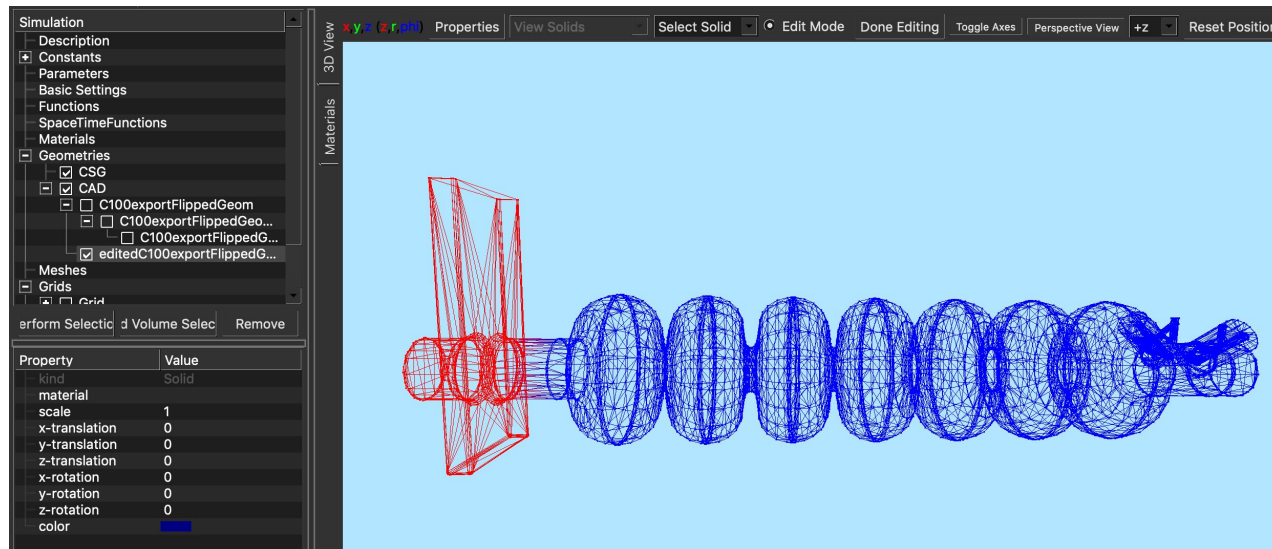 Simulation
Description
Constants
Parameters
Basic Settings
Functions
SpaceTimeFunctions
Materials
Geometries
CSG
CAD
C100exportFlippedGeom
C100exportFlippedGeo...
C100exportFlippedG...
editedC100exportFlippedG...
Meshes
Grids
Grid
erform Selectic d Volume Selec Remove
Property Value
kind Solid
material
scale 1
x-translation 0
y-translation 0
z-translation 0
x-rotation 0
y-rotation 0
z-rotation 0
color
3D View
Materials
x,y,z (z,r,phi) Properties View Solids Select Solid Edit Mode Done Editing Toggle Axes Perspective View +z Reset Position